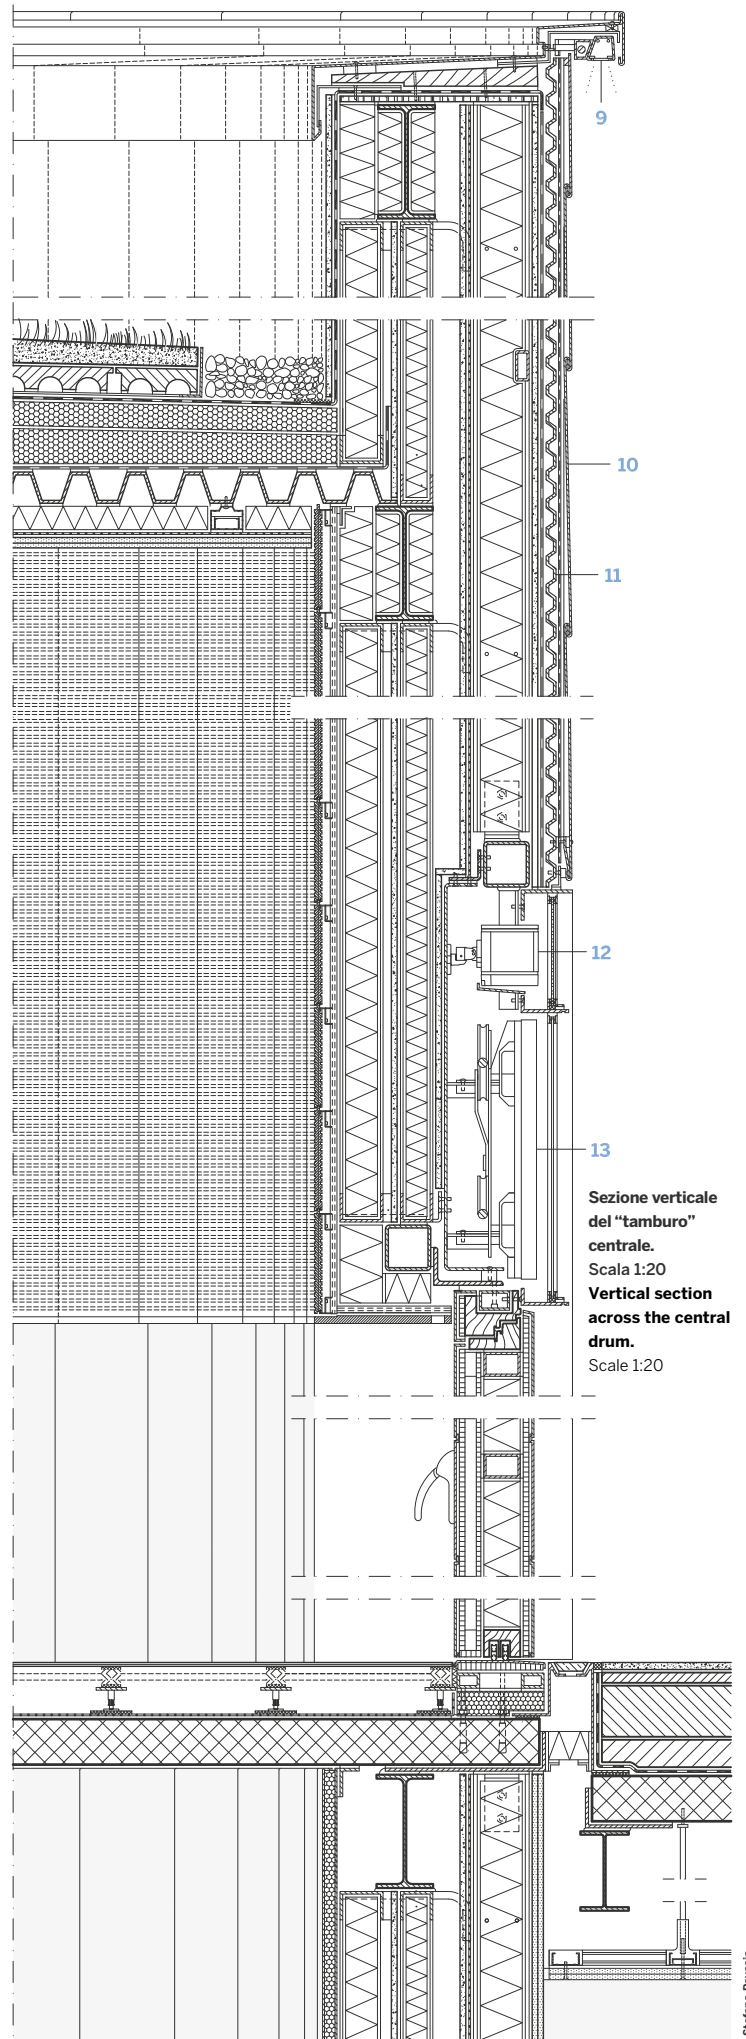 9
10
11
12
13
Sezione verticale
del “tamburo”
centrale.
Scala 1:20
Vertical section
across the central
drum.
Scale 1:20